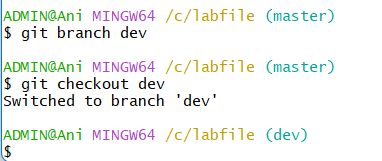 ADMIN@Ani MINGW64 /c/labfile (master)
$ git branch dev
ADMIN@Ani MINGW64 /c/labfile (master)
$ git checkout dev
Switched to branch 'dev'
ADMIN@Ani MINGW64 /c/labfile (dev)
$